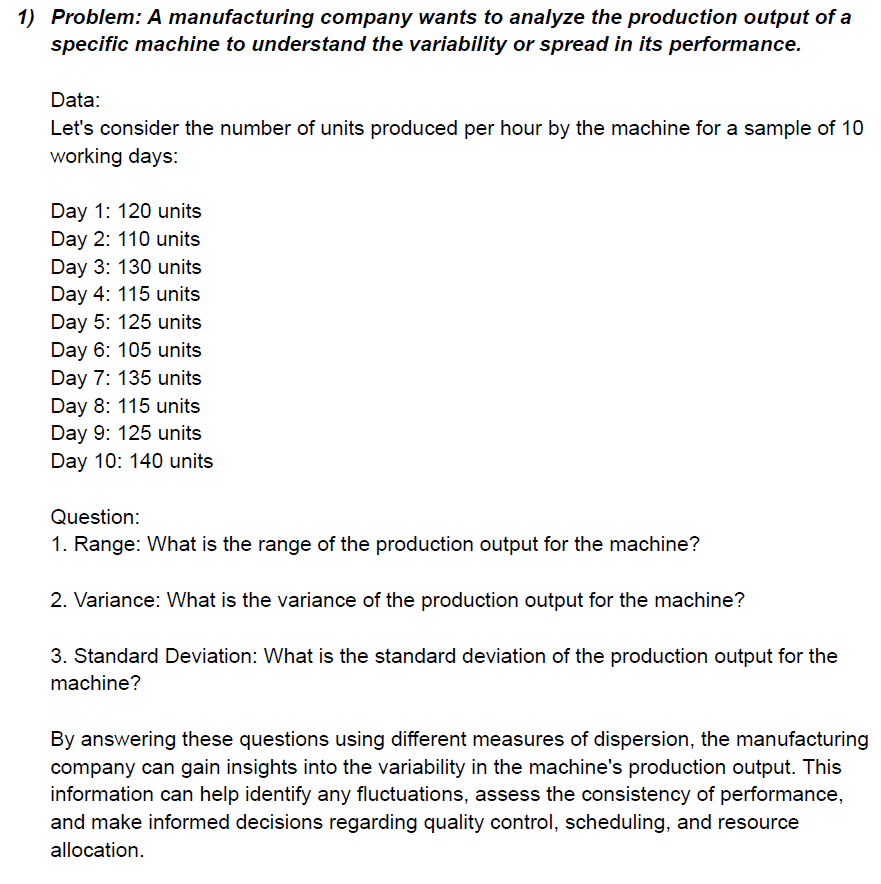 1) Problem: A manufacturing company wants to analyze the production output of a
specific machine to understand the variability or spread in its performance.
Data:
Let's consider the number of units produced per hour by the machine for a sample of 10
working days:
Day 1: 120 units
Day 2: 110 units
Day 3: 130 units
Day 4: 115 units
Day 5: 125 units
Day 6: 105 units
Day 7: 135 units
Day 8: 115 units
Day 9: 125 units
Day 10: 140 units
Question:
1. Range: What is the range of the production output for the machine?
2. Variance: What is the variance of the production output for the machine?
3. Standard Deviation: What is the standard deviation of the production output for the
machine?
By answering these questions using different measures of dispersion, the manufacturing
company can gain insights into the variability in the machine's production output. This
information can help identify any fluctuations, assess the consistency of performance,
and make informed decisions regarding quality control, scheduling, and resource
allocation.